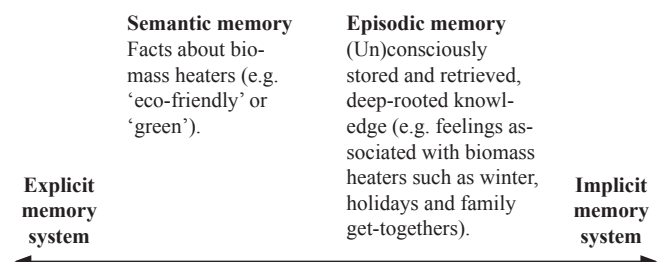 Semantic memory
Facts about bio-
mass heaters (e.g.
‘eco-friendly’ or
‘green’).
Episodic memory
(Un)consciously
stored and retrieved,
deep-rooted knowl-
edge (e.g. feelings as-
sociated with biomass
heaters such as winter,
holidays and family
get-togethers).
Explicit
memory
system
Implicit
memory
system